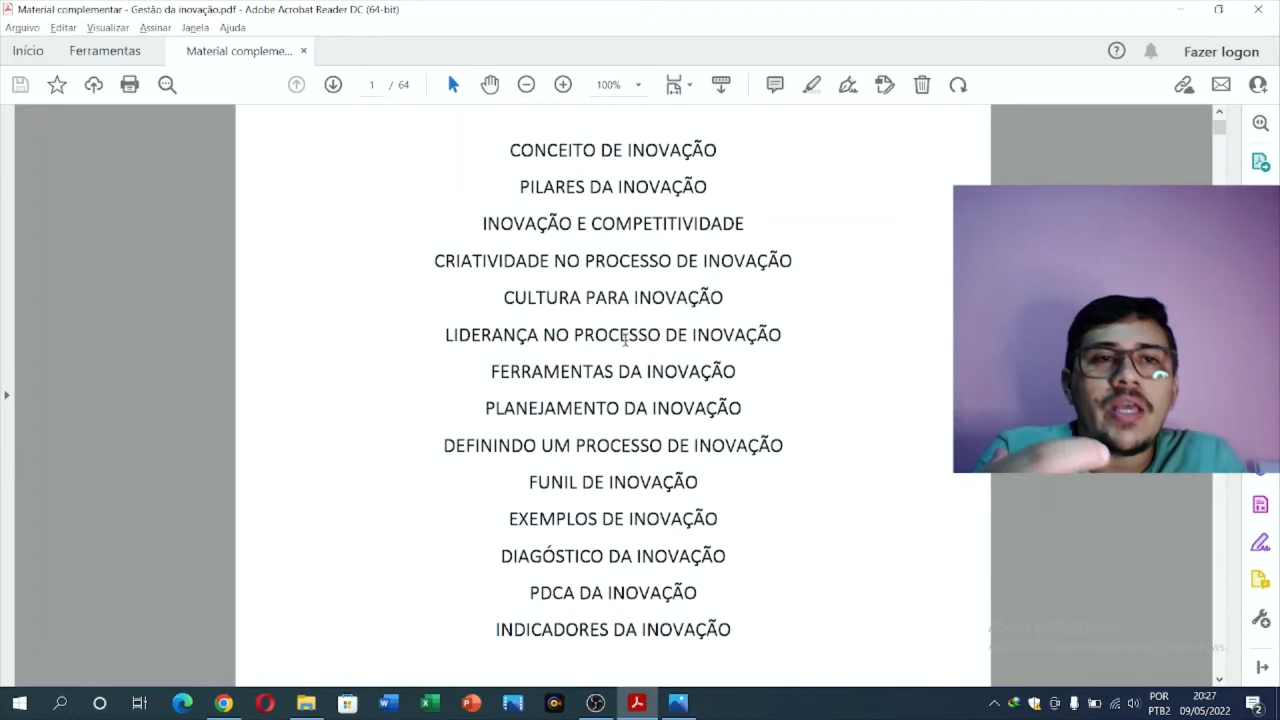 Material complementar - Gestão da inovação.pdf - Adobe Acrobat Reader DC (64-bit)
Arquivo Editar Visualizar Assinar Janela Ajuda
Início Ferramentas Material compleme... × Fazer logon
1 / 64 100%
CONCEITO DE INOVAÇÃO
PILARES DA INOVAÇÃO
INOVAÇÃO E COMPETITIVIDADE
CRIATIVIDADE NO PROCESSO DE INOVAÇÃO
CULTURA PARA INOVAÇÃO
LIDERANÇA NO PROCESSO DE INOVAÇÃO
FERRAMENTAS DA INOVAÇÃO
PLANEJAMENTO DA INOVAÇÃO
DEFININDO UM PROCESSO DE INOVAÇÃO
FUNIL DE INOVAÇÃO
EXEMPLOS DE INOVAÇÃO
DIAGÓSTICO DA INOVAÇÃO
PDCA DA INOVAÇÃO
INDICADORES DA INOVAÇÃO
POR 20:27
PTB2 09/05/2022 2